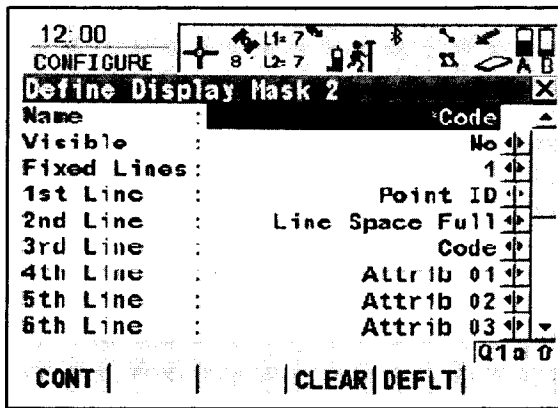 12:00
CONFIGURE
L1= 7
8 L2= 7
A B
Define Display Mask 2
Name : Code
Visible : No
Fixed Lines: 1
1st Line : Point ID
2nd Line : Line Space Full
3rd Line : Code
4th Line : Attrib 01
5th Line : Attrib 02
6th Line : Attrib 03
Q1a
CONT CLEAR DEFLT